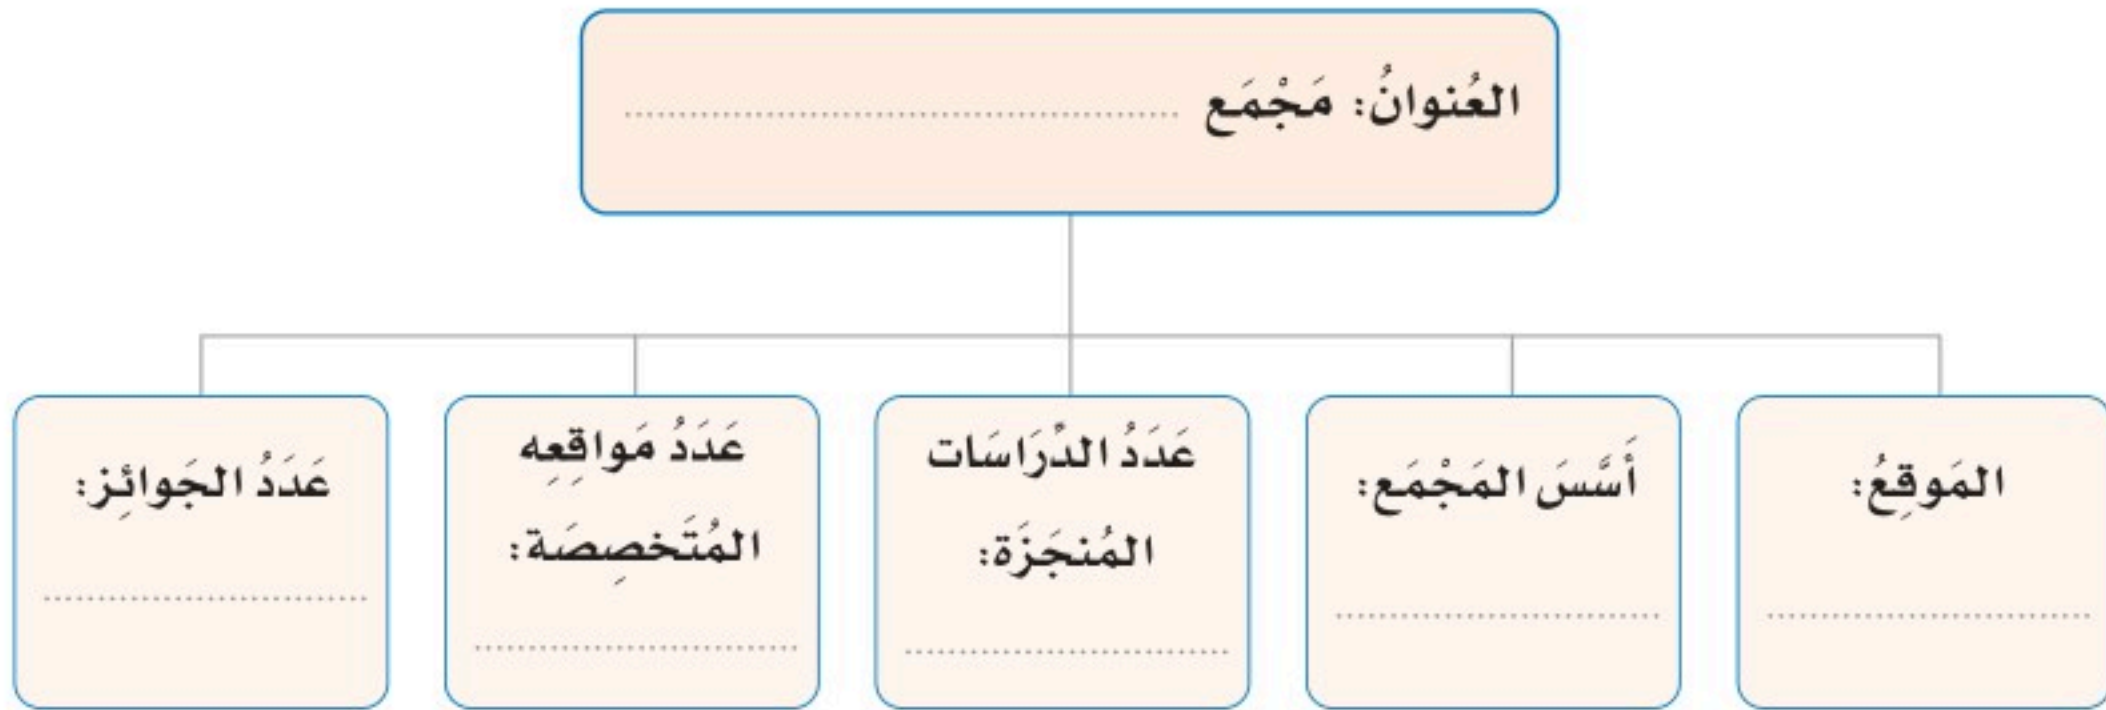 العُنوانُ: مَجْمَع ..........................................
المَوقِعُ:
..........................................
أَسَّسَ المَجْمَع:
..........................................
عَدَدُ الدِّرَاسَات
المُنجَزَة:
..........................................
عَدَدُ مَواقِعِه
المُتَخصِصَة:
..........................................
عَدَدُ الجَوائِز:
..........................................